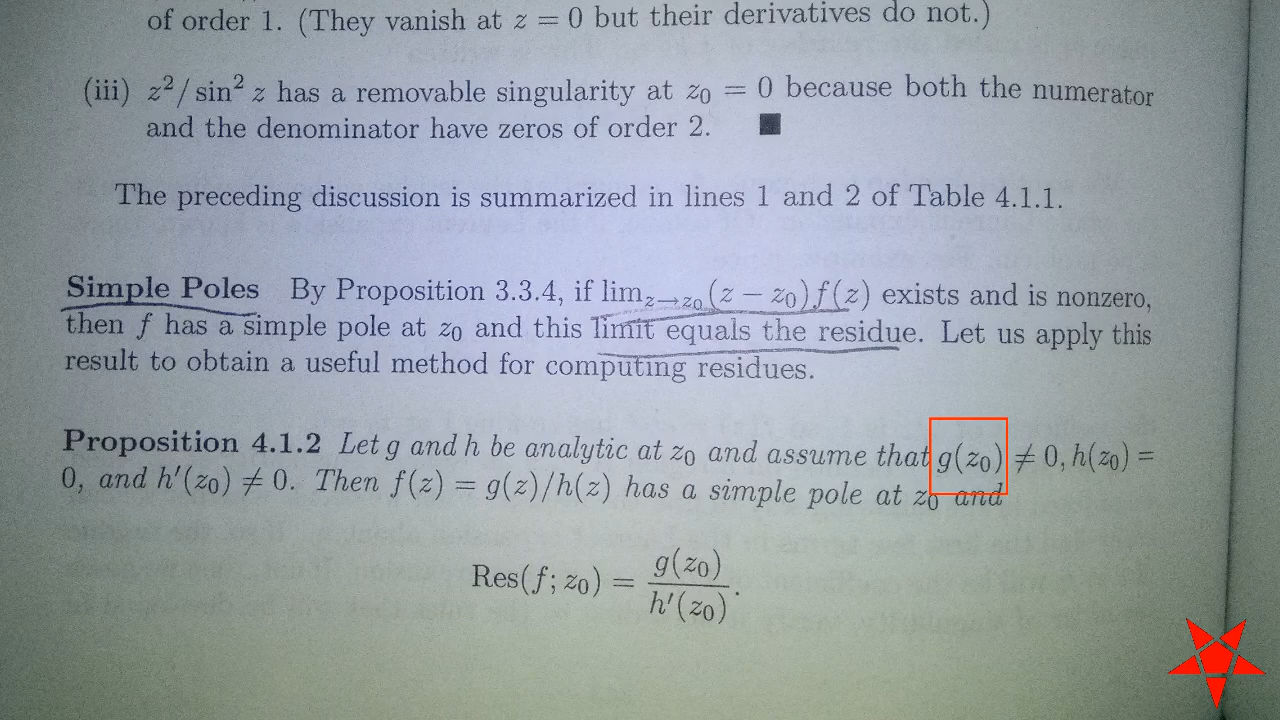 of order 1. (They vanish at z = 0 but their derivatives do not.)
(iii) z²/ sin² z has a removable singularity at z₀ = 0 because both the numerator
and the denominator have zeros of order 2. ■
The preceding discussion is summarized in lines 1 and 2 of Table 4.1.1.
Simple Poles By Proposition 3.3.4, if lim_{z→z₀}(z − z₀)f(z) exists and is nonzero,
then f has a simple pole at z₀ and this limit equals the residue. Let us apply this
result to obtain a useful method for computing residues.
Proposition 4.1.2 Let g and h be analytic at z₀ and assume that g(z₀) ≠ 0, h(z₀) =
0, and h′(z₀) ≠ 0. Then f(z) = g(z)/h(z) has a simple pole at z₀ and
Res(f; z₀) = g(z₀)/h′(z₀).